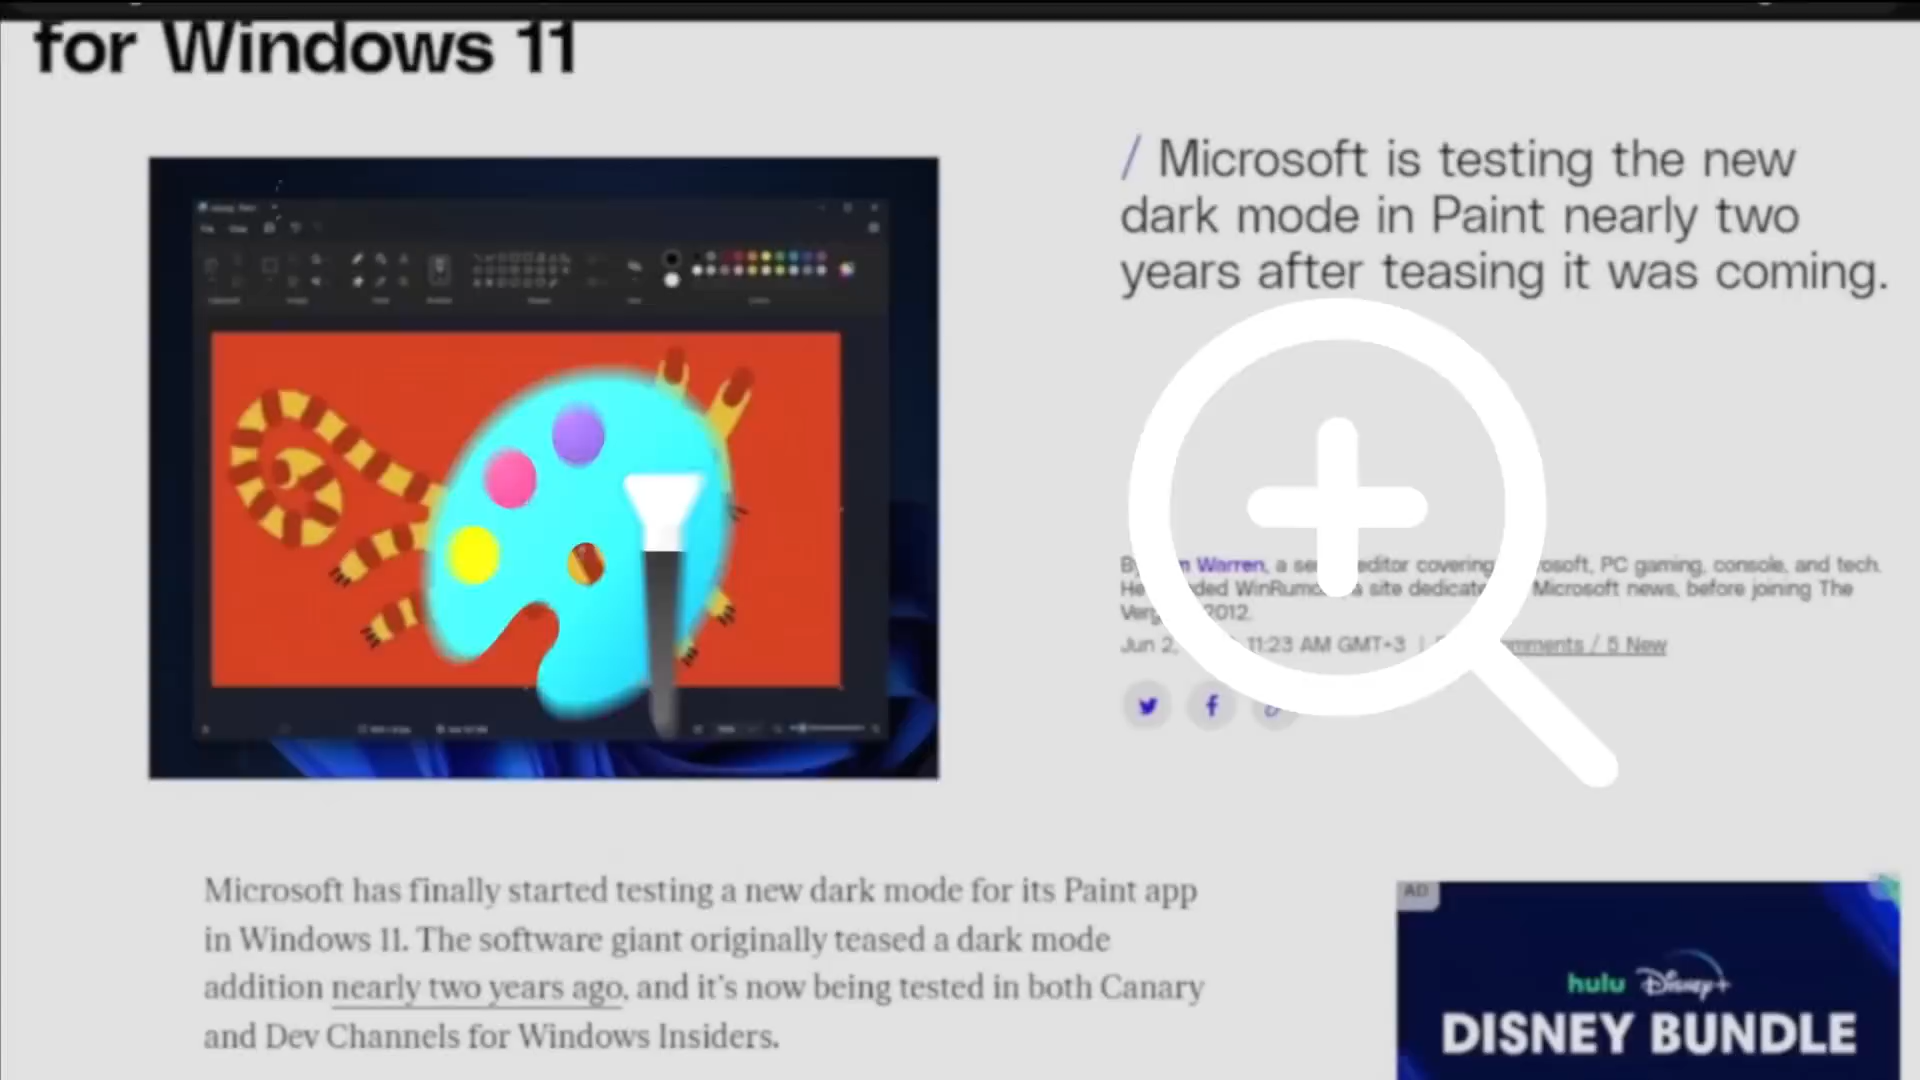 for Windows 11
/ Microsoft is testing the new
dark mode in Paint nearly two
years after teasing it was coming.
Warren, a editor covering PC gaming, console, and tech.
He WinRumo a site Microsoft news, before joining The
2012.
Jun 2, 11:23 AM GMT+3 | mments / 5 New
Microsoft has finally started testing a new dark mode for its Paint app
in Windows 11. The software giant originally teased a dark mode
addition nearly two years ago, and it's now being tested in both Canary
and Dev Channels for Windows Insiders.
AD
hulu Disney+
DISNEY BUNDLE